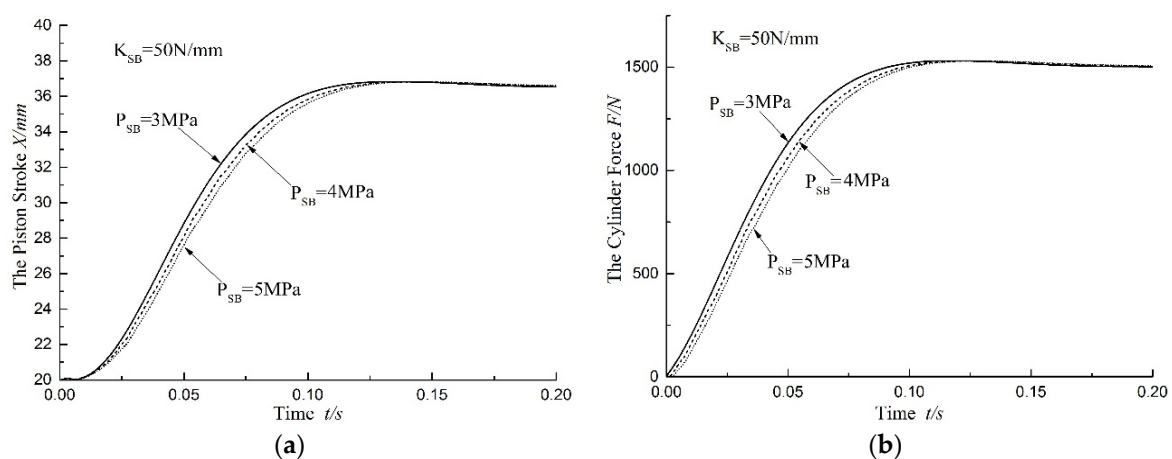 The Piston Stroke X/mm
40
38
36
34
32
30
28
26
24
22
20
K_SB=50N/mm
P_SB=3MPa
P_SB=4MPa
P_SB=5MPa
0.00 0.05 0.10 0.15 0.20
Time t/s
(a)
The Cylinder Force F/N
1500
1000
500
0
K_SB=50N/mm
P_SB=3MPa
P_SB=4MPa
P_SB=5MPa
0.00 0.05 0.10 0.15 0.20
Time t/s
(b)